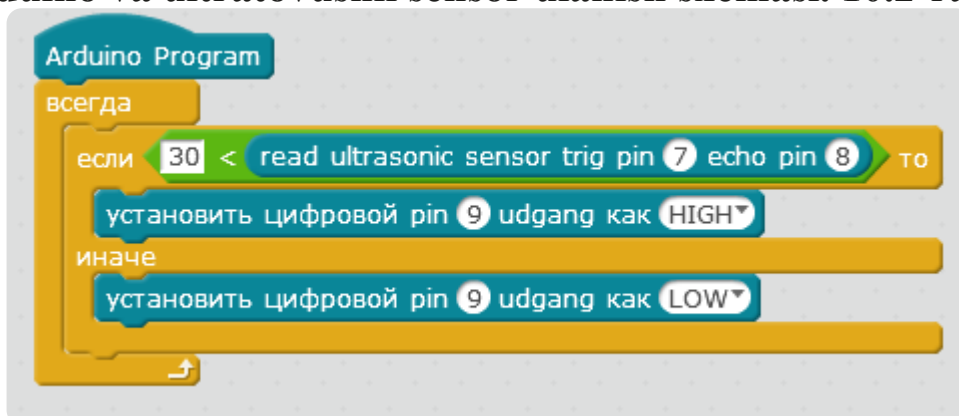 Arduino Program
всегда
если 30 < read ultrasonic sensor trig pin 7 echo pin 8 то
установить цифровой pin 9 udgang как HIGH
иначе
установить цифровой pin 9 udgang как LOW